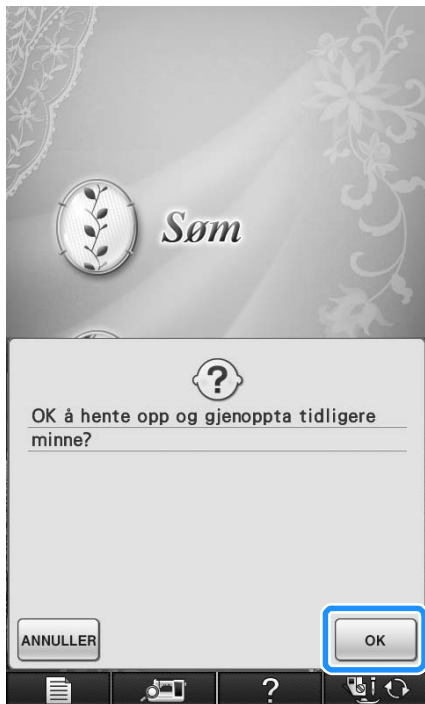 Søm
OK å hente opp og gjenoppta tidligere
minne?
ANNULLER
OK
?